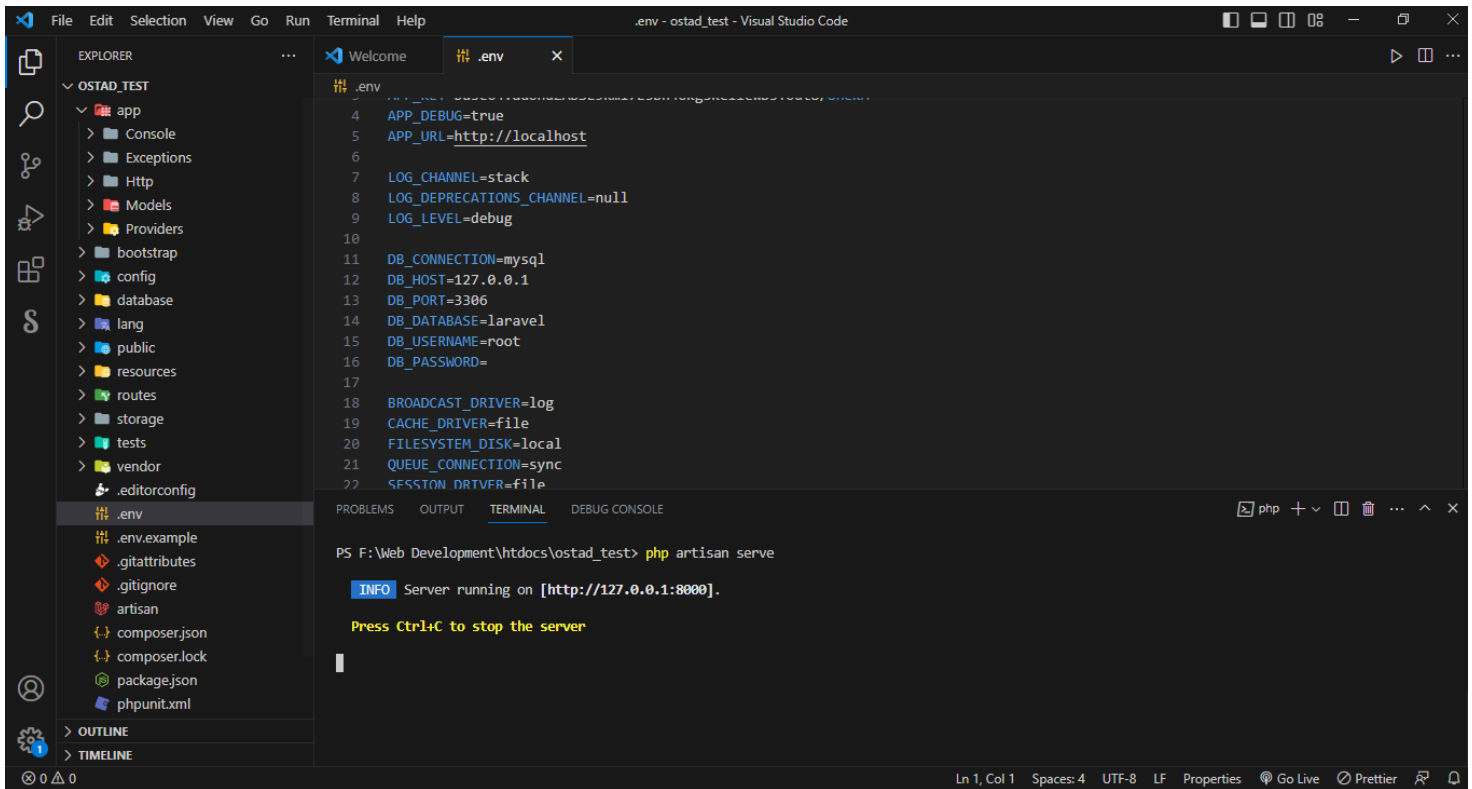 File Edit Selection View Go Run Terminal Help
.env - ostad_test - Visual Studio Code
EXPLORER
OSTAD_TEST
app
Console
Exceptions
Http
Models
Providers
bootstrap
config
database
lang
public
resources
routes
storage
tests
vendor
.editorconfig
.env
.env.example
.gitattributes
.gitignore
artisan
composer.json
composer.lock
package.json
phpunit.xml
OUTLINE
TIMELINE
Welcome
.env
.env
4 APP_DEBUG=true
5 APP_URL=http://localhost
6
7 LOG_CHANNEL=stack
8 LOG_DEPRECATIONS_CHANNEL=null
9 LOG_LEVEL=debug
10
11 DB_CONNECTION=mysql
12 DB_HOST=127.0.0.1
13 DB_PORT=3306
14 DB_DATABASE=laravel
15 DB_USERNAME=root
16 DB_PASSWORD=
17
18 BROADCAST_DRIVER=log
19 CACHE_DRIVER=file
20 FILESYSTEM_DISK=local
21 QUEUE_CONNECTION=sync
22 SESSION_DRIVER=file
PROBLEMS OUTPUT TERMINAL DEBUG CONSOLE
php
PS F:\Web Development\htdocs\ostad_test> php artisan serve
INFO Server running on [http://127.0.0.1:8000].
Press Ctrl+C to stop the server
1
0 0
Ln 1, Col 1 Spaces: 4 UTF-8 LF Properties Go Live Prettier